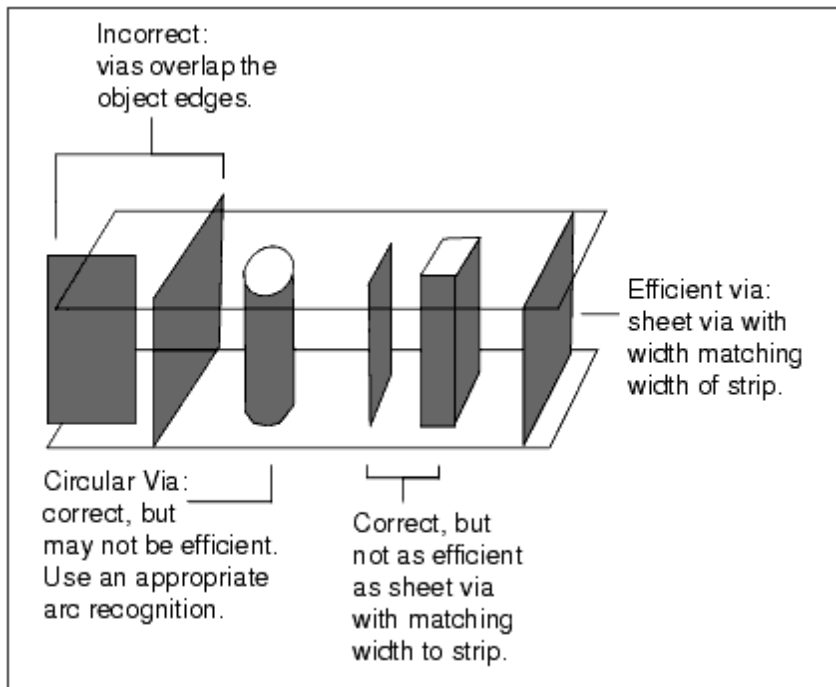 Incorrect:
vias overlap the
object edges.
Efficient via:
sheet via with
width matching
width of strip.
Circular Via:
correct, but
may not be efficient.
Use an appropriate
arc recognition.
Correct, but
not as efficient
as sheet via
with matching
width to strip.